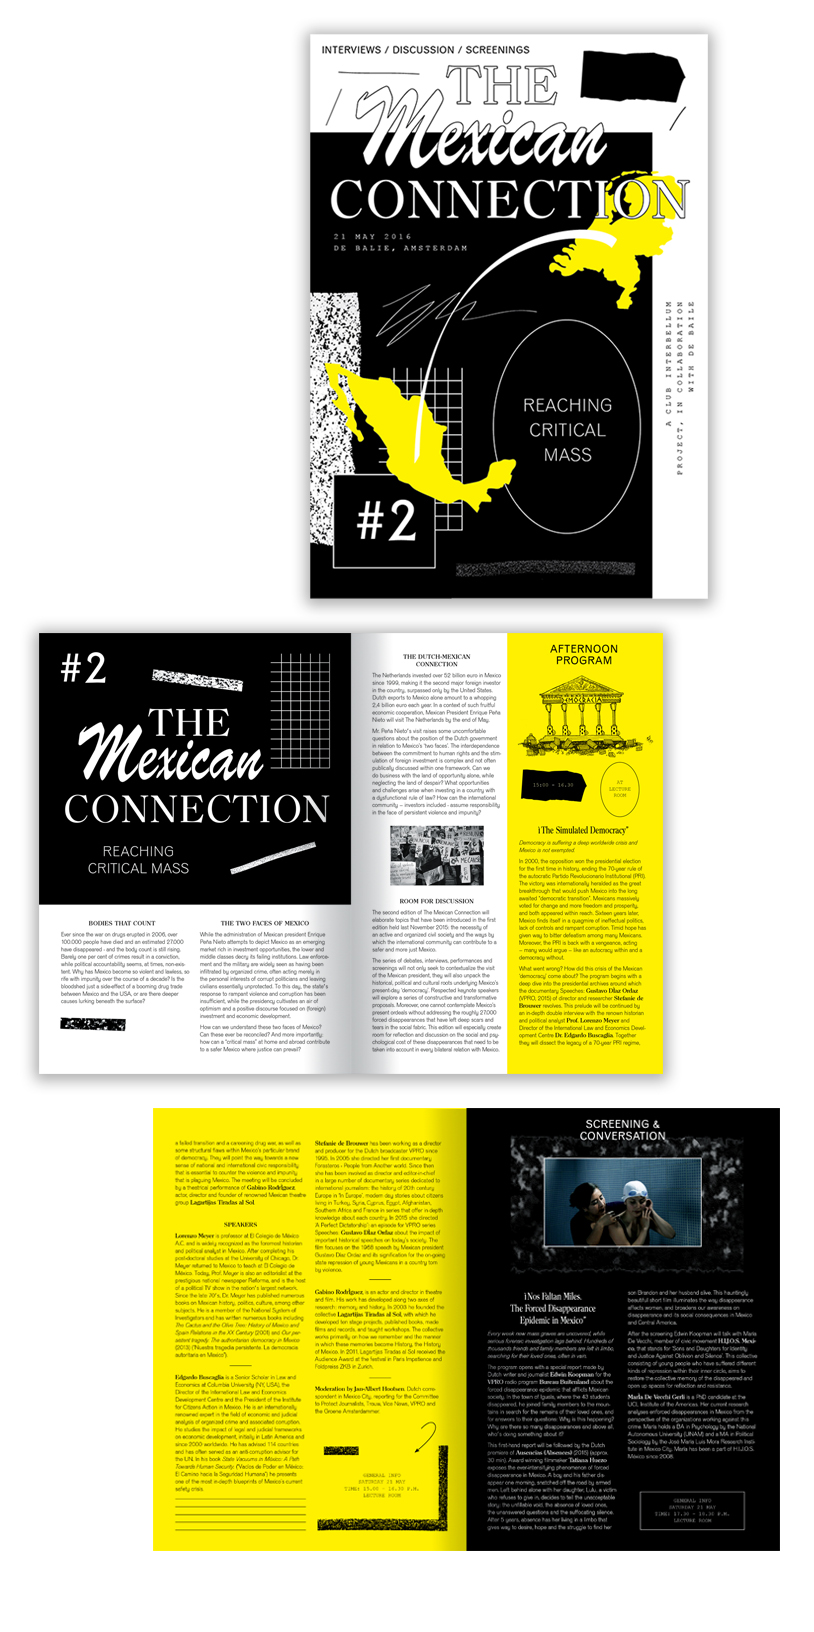 INTERVIEWS / DISCUSSION / SCREENINGS
THE
Mexican
CONNECTION
21 MAY 2016
DE BALIE, AMSTERDAM
REACHING
CRITICAL
MASS
#2
A CLUB INTERBELLUM
PROJECT, IN COLLABORATION
WITH DE BALIE
#2
THE
Mexican
CONNECTION
REACHING
CRITICAL MASS
BODIES THAT COUNT
Ever since the war on drugs erupted in 2006, over
100.000 people have died and an estimated 27.000
have disappeared - and the body count is still rising.
Barely one per cent of crimes result in a conviction,
while political accountability seems, at times, non-exis-
tent. Why has Mexico become so violent and lawless, so
rife with impunity over the course of a decade? Is the
bloodshed just a side-effect of a booming drug trade
between Mexico and the USA, or are there deeper
causes lurking beneath the surface?
THE TWO FACES OF MEXICO
While the administration of Mexican president Enrique
Peña Nieto attempts to depict Mexico as an emerging
market rich in investment opportunities, the lower and
middle classes decry its failing institutions. Law enforce-
ment and the military are widely seen as having been
infiltrated by organized crime, often acting merely in
the personal interests of corrupt politicians and leaving
civilians essentially unprotected. To this day, the state's
response to rampant violence and corruption has been
insufficient, while the presidency cultivates an air of
optimism and a positive discourse focused on (foreign)
investment and economic development.
How can we understand these two faces of Mexico?
Can these ever be reconciled? And more importantly,
how can a "critical mass" at home and abroad contribute
to a safer Mexico where justice can prevail?
THE DUTCH-MEXICAN
CONNECTION
The Netherlands invested over 52 billion euro in Mexico
since 1999, making it the second major foreign investor
in the country, surpassed only by the United States.
Dutch exports to Mexico alone amount to a whopping
2,4 billion euro each year. In a context of such fruitful
economic cooperation, Mexican President Enrique Peña
Nieto will visit The Netherlands by the end of May.
Mr. Peña Nieto's visit raises some uncomfortable
questions about the position of the Dutch government
in relation to Mexico's 'two faces'. The interdependence
between the commitment to human rights and the stim-
ulation of foreign investment is complex and not often
publically discussed within one framework. Can we
do business with the land of opportunity alone, while
neglecting the land of despair? What opportunities
and challenges arise when investing in a country with
a dysfunctional rule of law? How can the international
community – investors included - assume responsibility
in the face of persistent violence and impunity?
ROOM FOR DISCUSSION
The second edition of The Mexican Connection will
elaborate topics that have been introduced in the first
edition held last November 2015: the necessity of
an active and organized civil society and the ways by
which the international community can contribute to a
safer and more just Mexico.
The series of debates, interviews, performances and
screenings will not only seek to contextualize the visit
of the Mexican president, they will also unpack the
historical, political and cultural roots underlying Mexico's
present-day 'democracy'. Respected keynote speakers
will explore a series of constructive and transformative
proposals. Moreover, one cannot contemplate Mexico's
present ordeals without addressing the roughly 27.000
forced disappearances that have left deep scars and
tears in the social fabric. This edition will especially create
room for reflection and discussion on the social and psy-
chological cost of these disappearances that need to be
taken into account in every bilateral relation with Mexico.
AFTERNOON
PROGRAM
DEMOCRACIA
15:00 - 16.30
AT
LECTURE
ROOM
¡The Simulated Democracy"
Democracy is suffering a deep worldwide crisis and
Mexico is not exempted.
In 2000, the opposition won the presidential election
for the first time in history, ending the 70-year rule of
the autocratic Partido Revolucionario Institutional (PRI).
The victory was internationally heralded as the great
breakthrough that would push Mexico into the long
awaited "democratic transition". Mexicans massively
voted for change and more freedom and prosperity,
and both appeared within reach. Sixteen years later,
Mexico finds itself in a quagmire of ineffective politics,
lack of controls and rampant corruption. Timid hope has
given way to bitter defeatism among many Mexicans.
Moreover, the PRI is back with a vengeance, acting
– many would argue – like an autocracy within and a
democracy without.
What went wrong? How did this crisis of the Mexican
'democracy' come about? The program begins with a
deep dive into the presidential archives around which
the documentary Speeches: Gustavo Díaz Ordaz
(VPRO, 2015) of director and researcher Stefanie de
Brouwer revolves. This prelude will be continued by
an in-depth double interview with the renown historian
and political analyst Prof. Lorenzo Meyer and
Director of the International Law and Economics Devel-
opment Centre Dr. Edgardo Buscaglia. Together
they will dissect the legacy of a 70-year PRI regime,
a failed transition and a careening drug war, as well as
some structural flaws within Mexico's particular brand
of democracy. They will point the way towards a new
sense of national and international civic responsibility
that is essential to counter the violence and impunity
that is plaguing Mexico. The meeting will be concluded
by a theatrical performance of Gabino Rodríguez,
actor, director and founder of renowned Mexican theatre
group Lagartijas Tiradas al Sol.
SPEAKERS
Lorenzo Meyer is professor at El Colegio de México
A.C. and is widely recognized as the foremost historian
and political analyst in Mexico. After completing his
post-doctoral studies at the University of Chicago, Dr.
Meyer returned to Mexico to teach at El Colegio de
México. Today, Prof. Meyer is also an editorialist at the
prestigious national newspaper Reforma, and is the host
of a political TV show in the nation's largest network.
Since the late 70's, Dr. Meyer has published numerous
books on Mexican history, politics, culture, among other
subjects. He is a member of the National System of
Investigators and has written numerous books including
The Cactus and the Olive Tree: History of Mexico and
Spain Relations in the XX Century (2001) and Our per-
sistent tragedy. The authoritarian democracy in Mexico
(2013) ("Nuestra tragedia persistente. La democracia
autoritaria en México").
Edgardo Buscaglia is a Senior Scholar in Law and
Economics at Columbia University (NY, USA), the
Director of the International Law and Economic
Development Centre and the President of the Institute
for Citizens Action in Mexico. He is an internationally
renowned expert in the field of economic and judicial
analysis of organized crime and associated corruption.
He studies the impact of legal and judicial frameworks
on economic development, initially in Latin America and
since 2000 worldwide. He has advised 114 countries
and has often served as an anti-corruption advisor for
the UN. In his book State Vacuums in Mexico: A Path
Towards Human Security ("Vacíos de Poder en México:
El Camino hacia la Seguridad Humana") he presents
one of the most in-depth blueprints of Mexico's current
safety crisis.
Stefanie de Brouwer has been working as a director
and producer for the Dutch broadcaster VPRO since
1995. In 2005 she directed her first documentary,
Forasteros - People from Another world. Since then
she has been involved as director and editor-in-chief
in a large number of documentary series dedicated to
international journalism: the history of 20th century
Europe in 'In Europe', modern day stories about citizens
living in Turkey, Syria, Cyprus, Egypt, Afghanistan,
Southern Africa and France in series that offer in-depth
knowledge about each country. In 2015 she directed
'A Perfect Dictatorship': an episode for VPRO series
Speeches: Gustavo Díaz Ordaz about the impact of
important historical speeches on today's society. The
film focuses on the 1968 speech by Mexican president
Gustavo Díaz Ordaz and its signification for the on-going
state repression of young Mexicans in a country torn
by violence.
Gabino Rodríguez, is an actor and director in theatre
and film. His work has developed along two axes of
research: memory and history. In 2003 he founded the
collective Lagartijas Tiradas al Sol, with which he
developed ten stage projects, published books, made
films and records, and taught workshops. The collective
works primarily on how we remember and the manner
in which these memories become History, the History
of Mexico. In 2011, Lagartijas Tiradas al Sol received the
Audience Award at the festival in Paris Impatience and
Feldpress ZKB in Zurich.
Moderation by Jan-Albert Hootsen, Dutch corre-
spondent in Mexico City, reporting for the Committee
to Protect Journalists, Trouw, Vice News, VPRO and
the Groene Amsterdammer.
GENERAL INFO
SATURDAY 21 MAY
TIME: 15.00 - 16.30 P.M.
LECTURE ROOM
SCREENING &
CONVERSATION
¡Nos Faltan Miles.
The Forced Disappearance
Epidemic in Mexico"
Every week new mass graves are uncovered, while
serious forensic investigation lags behind. Hundreds of
thousands friends and family members are left in limbo,
searching for their loved ones, often in vain.
The program opens with a special report made by
Dutch writer and journalist Edwin Koopman for the
VPRO radio program Bureau Buitenland about the
forced disappearance epidemic that afflicts Mexican
society. In the town of Iguala, where the 43 students
disappeared, he joined family members to the moun-
tains in search for the remains of their loved ones, and
for answers to their questions: Why is this happening?
Why are there so many disappearances and above all,
who's doing something about it?
This first-hand report will be followed by the Dutch
premiere of Ausencias (Absences) 2015) (approx.
30 min). Award winning filmmaker Tatiana Huezo
exposes the ever-intensifying phenomenon of forced
disappearance in Mexico. A boy and his father dis-
appear one morning, snatched off the road by armed
men. Left behind alone with her daughter, Lulu, a victim
who refuses to give in, decides to tell the unacceptable
story: the unfillable void, the absence of loved ones,
the unanswered questions and the suffocating silence.
After 5 years, absence has her living in a limbo that
gives way to desire, hope and the struggle to find her
son Brandon and her husband alive. This hauntingly
beautiful short film illuminates the way disappearance
affects women, and broadens our awareness on
disappearance and its immense impact in Mexico
and Central America.
After the screening Edwin Koopman will talk with María
De Vecchi, member of civic movement H.I.J.O.S. Méxi-
co, that stands for Sons and Daughters for Identity
and Justice Against Oblivion and Silence'. This collective
consisting of young people who have suffered different
kinds of repression within their inner circle, aims to
restore the collective memory of the disappeared and
open up spaces for reflection and resistance.
María De Vecchi Gerli is a PhD candidate at the
UCL Institute of the Americas. Her current research
analyses enforced disappearances in Mexico from the
perspective of the organizations working against this
crime. María holds a BA in Psychology by the National
Autonomous University (UNAM) and a MA in Political
Sociology by the José María Luis Mora Research Insti-
tute in Mexico City. María has been a part of H.I.J.O.S.
México since 2008.
GENERAL INFO
SATURDAY 21 MAY
TIME: 17.30 - 19.30 P.M.
LECTURE ROOM